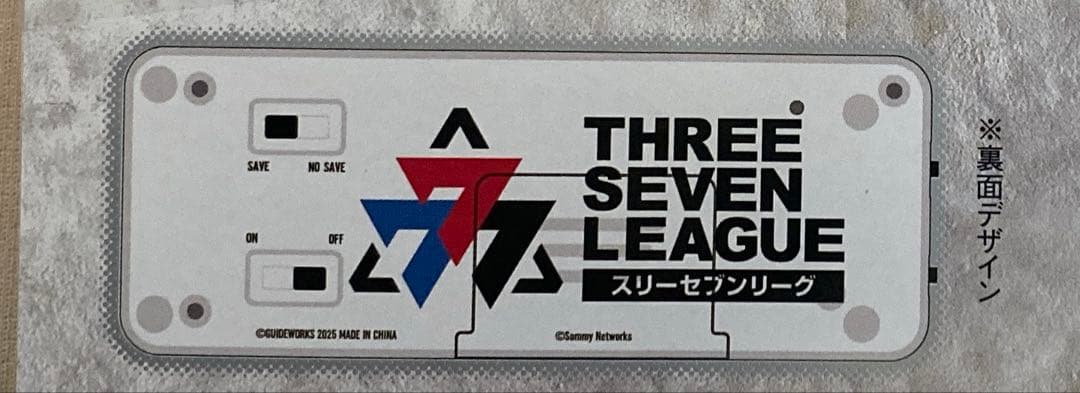 SAVE NO SAVE
ON OFF
777
THREE
SEVEN
LEAGUE
スリーセブンリーグ
©GUIDEWORKS 2025 MADE IN CHINA
©Sammy Networks
※裏面デザイン